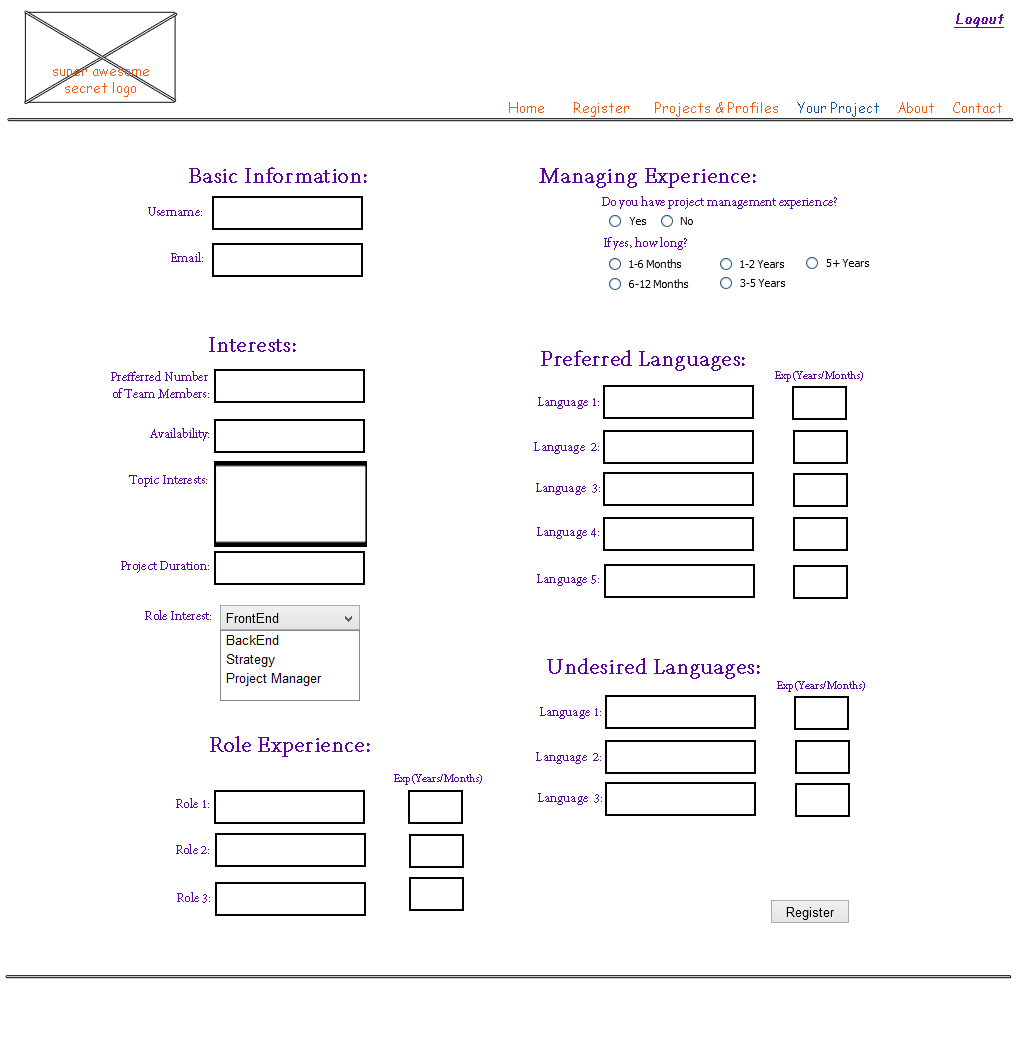 Logout
super awesome
secret logo
Home Register Projects & Profiles Your Project About Contact
Basic Information:
Username:
Email:
Interests:
Prefferred Number
of Team Members:
Availability:
Topic Interests:
Project Duration:
Role Interest:
FrontEnd
BackEnd
Strategy
Project Manager
Role Experience:
Exp(Years/Months)
Role 1:
Role 2:
Role 3:
Managing Experience:
Do you have project management experience?
Yes No
If yes, how long?
1-6 Months 1-2 Years 5+ Years
6-12 Months 3-5 Years
Preferred Languages:
Exp(Years/Months)
Language 1:
Language 2:
Language 3:
Language 4:
Language 5:
Undesired Languages:
Exp(Years/Months)
Language 1:
Language 2:
Language 3:
Register